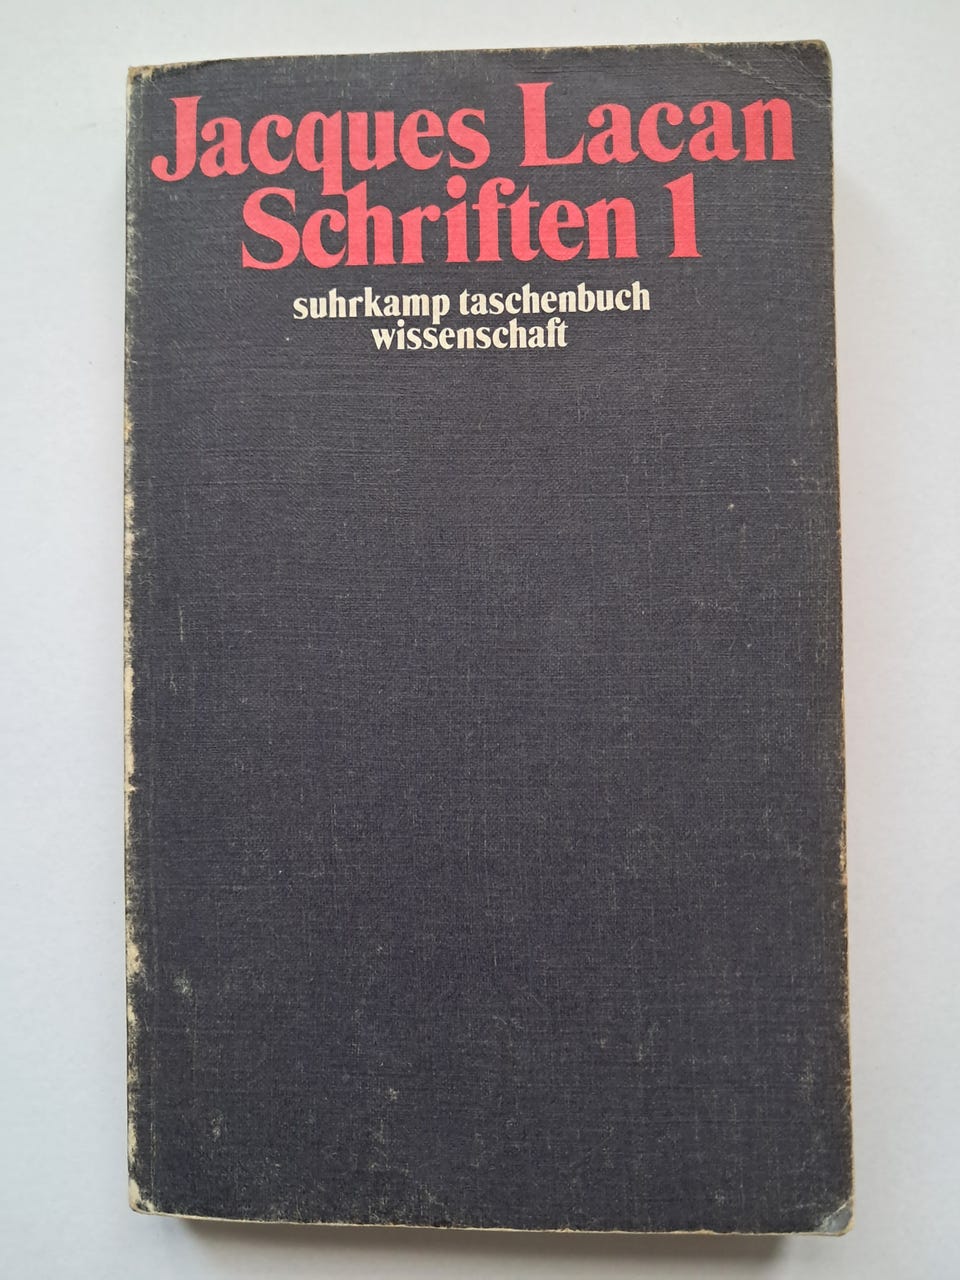 Jacques Lacan
Schriften 1
suhrkamp taschenbuch
wissenschaft